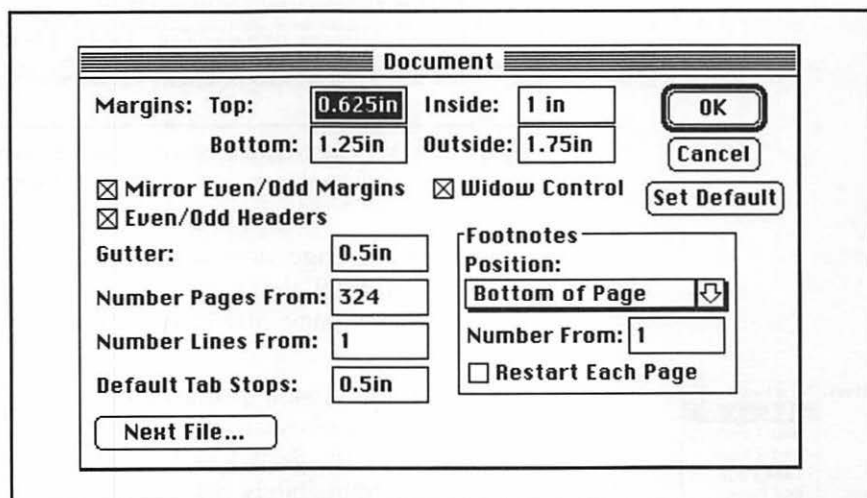 Document
Margins: Top: 0.625in Inside: 1 in OK
Bottom: 1.25in Outside: 1.75in Cancel
Mirror Even/Odd Margins Widow Control Set Default
Even/Odd Headers
Gutter: 0.5in Footnotes
Position:
Number Pages From: 324 Bottom of Page
Number Lines From: 1 Number From: 1
Default Tab Stops: 0.5in Restart Each Page
Next File...